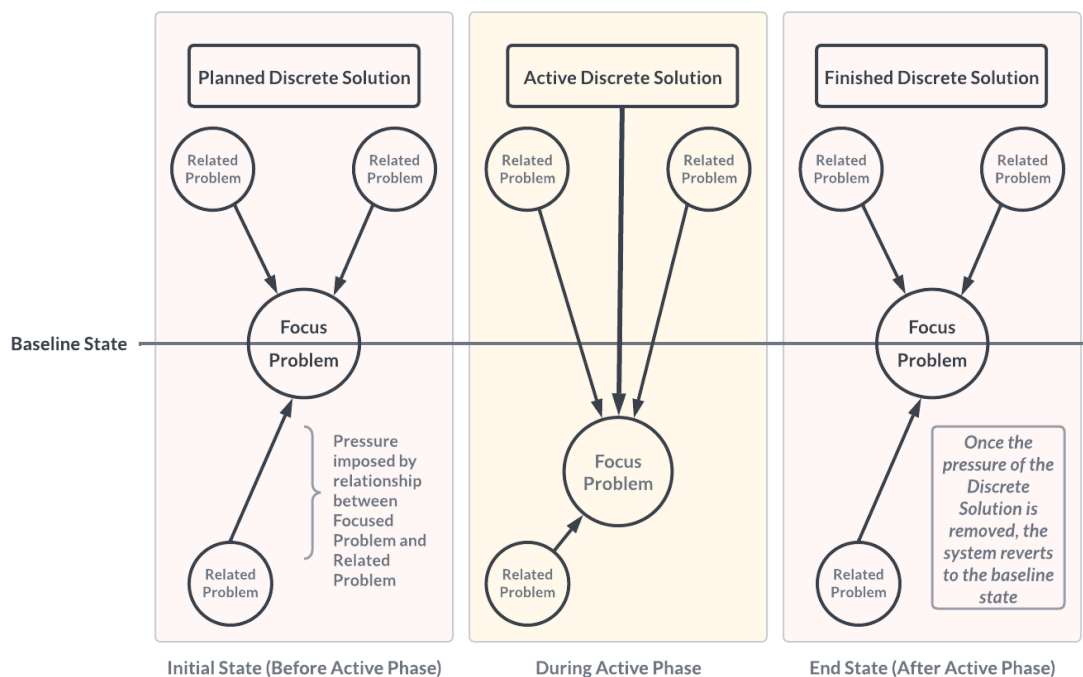 Planned Discrete Solution
Related
Problem
Related
Problem
Focus
Problem
Pressure
imposed by
relationship
between
Focused
Problem and
Related
Problem
Related
Problem
Initial State (Before Active Phase)
Baseline State
Active Discrete Solution
Related
Problem
Related
Problem
Focus
Problem
Related
Problem
During Active Phase
Finished Discrete Solution
Related
Problem
Related
Problem
Focus
Problem
Once the
pressure of the
Discrete
Solution is
removed, the
system reverts
to the baseline
state
Related
Problem
End State (After Active Phase)